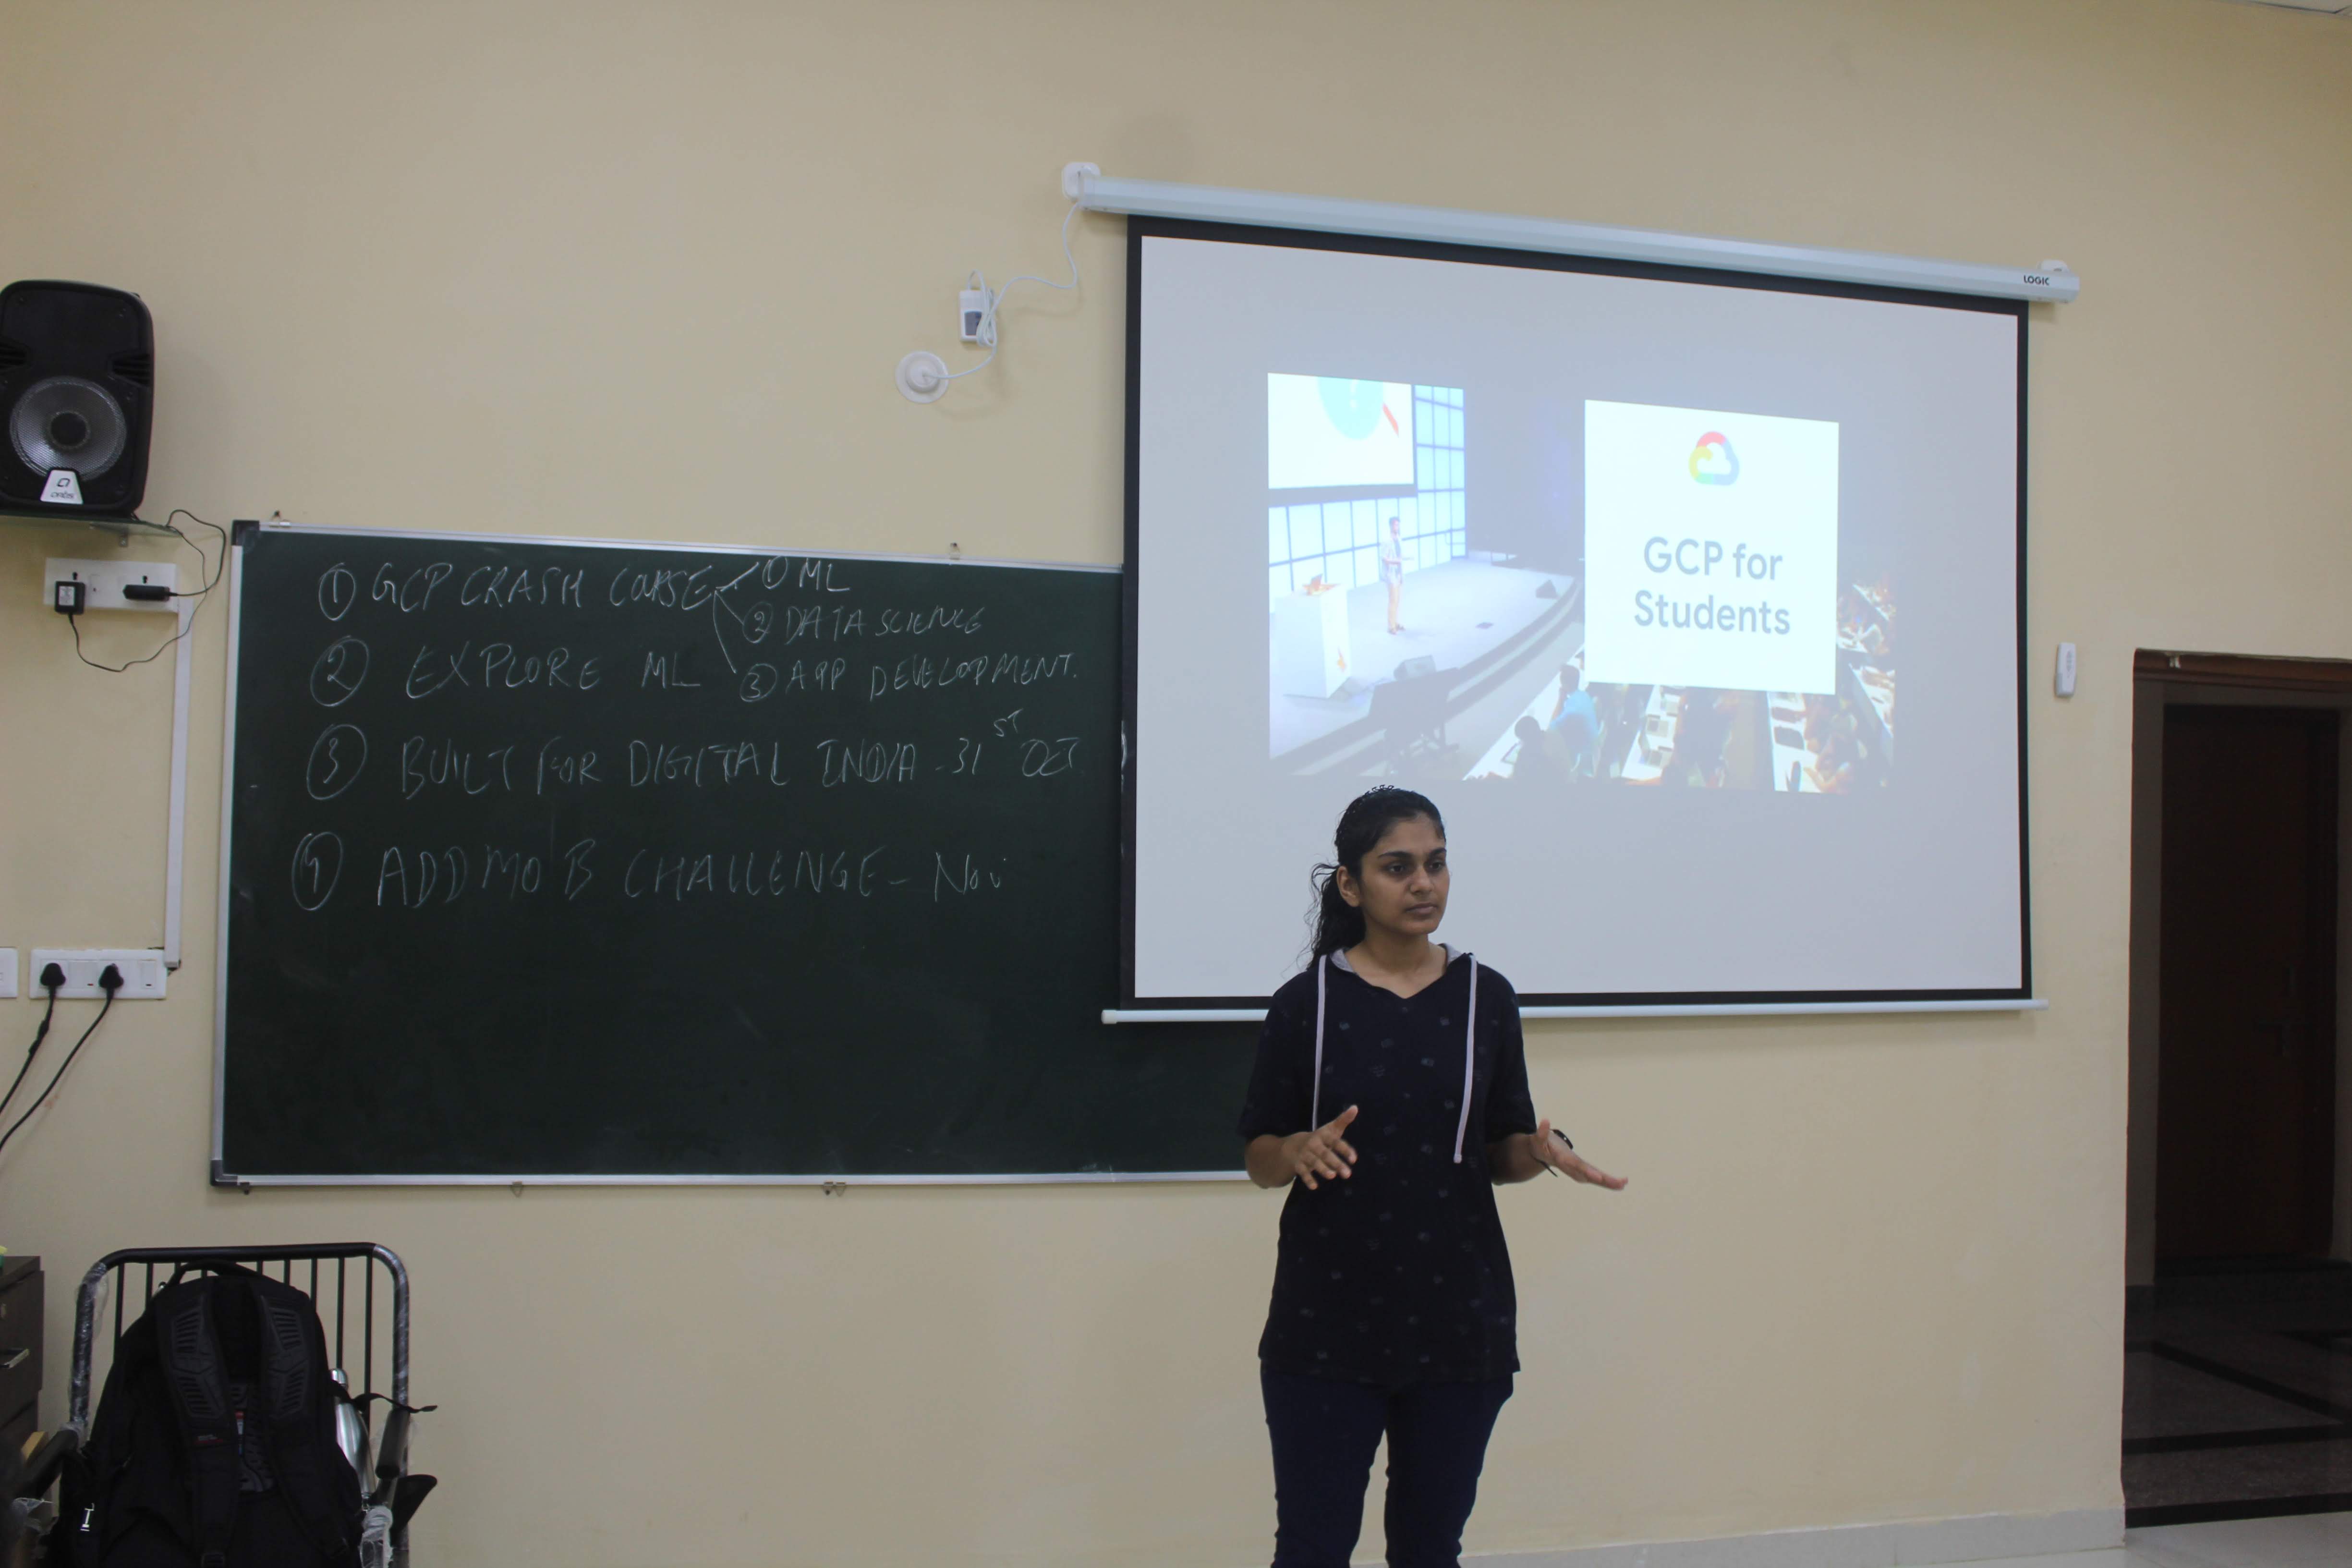 ① GCP CRASH COURSE
① ML
② DATA SCIENCE
③ APP DEVELOPMENT.
② EXPLORE ML
③ BUILT FOR DIGITAL INDIA - 31ST OCT
④ ADDMOB CHALLENGE - Nov
LOGIC
GCP for
Students